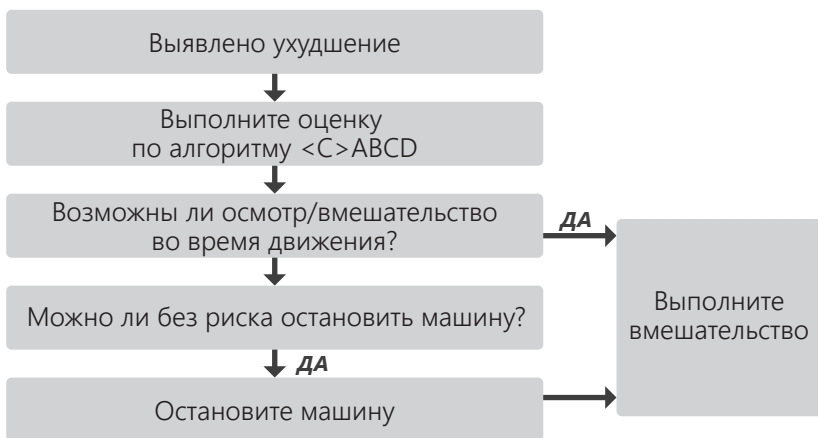 Выявлено ухудшение
Выполните оценку
по алгоритму <C>ABCD
Возможны ли осмотр/вмешательство
во время движения?
ДА
Можно ли без риска остановить машину?
ДА
Остановите машину
Выполните
вмешательство